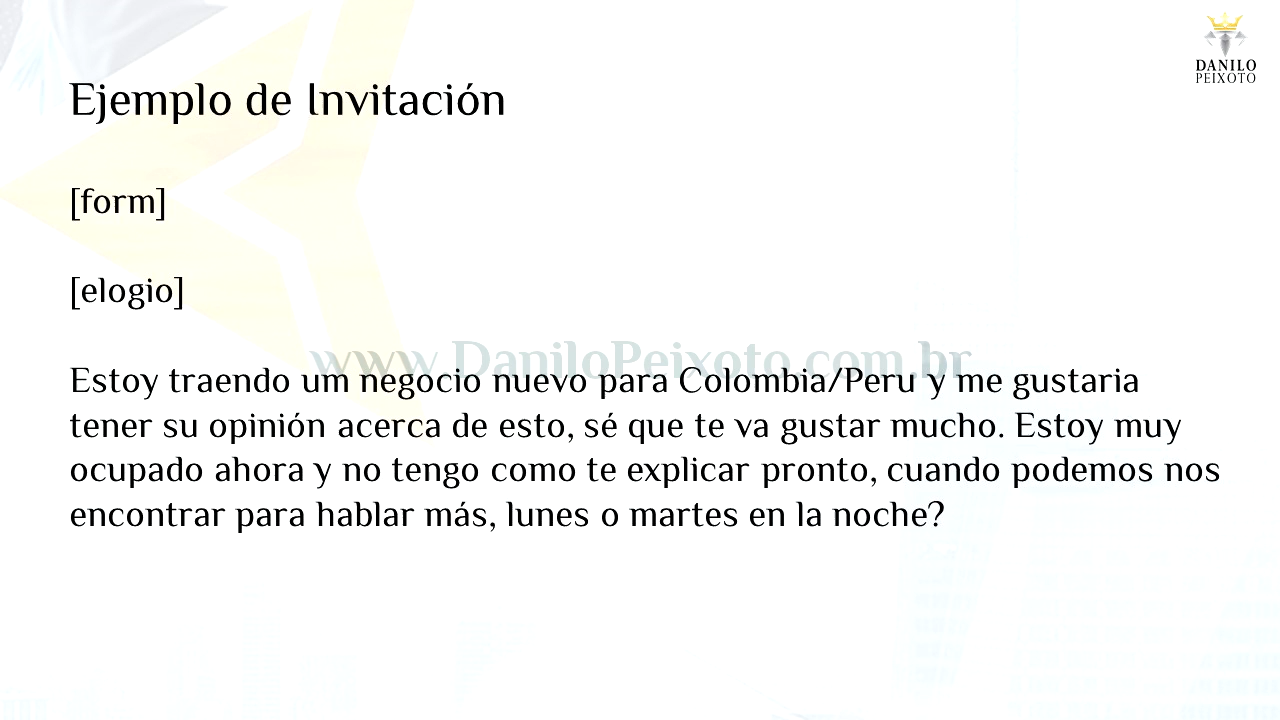 DANILO
PEIXOTO
Ejemplo de Invitación
[form]
[elogio]
www.DaniloPeixoto.com.br
Estoy traendo um negocio nuevo para Colombia/Peru y me gustaria
tener su opinión acerca de esto, sé que te va gustar mucho. Estoy muy
ocupado ahora y no tengo como te explicar pronto, cuando podemos nos
encontrar para hablar más, lunes o martes en la noche?